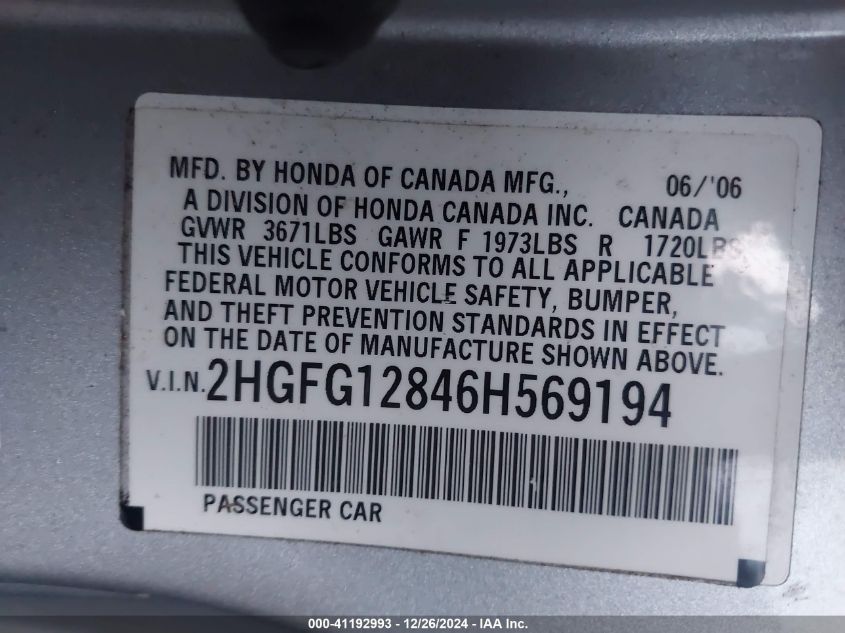 MFD. BY HONDA OF CANADA MFG., 06/'06
A DIVISION OF HONDA CANADA INC. CANADA
GVWR 3671LBS GAWR F 1973LBS R 1720LBS
THIS VEHICLE CONFORMS TO ALL APPLICABLE
FEDERAL MOTOR VEHICLE SAFETY, BUMPER,
AND THEFT PREVENTION STANDARDS IN EFFECT
ON THE DATE OF MANUFACTURE SHOWN ABOVE.
V.I.N. 2HGFG12846H569194
PASSENGER CAR
000-41192993 - 12/26/2024 - IAA Inc.